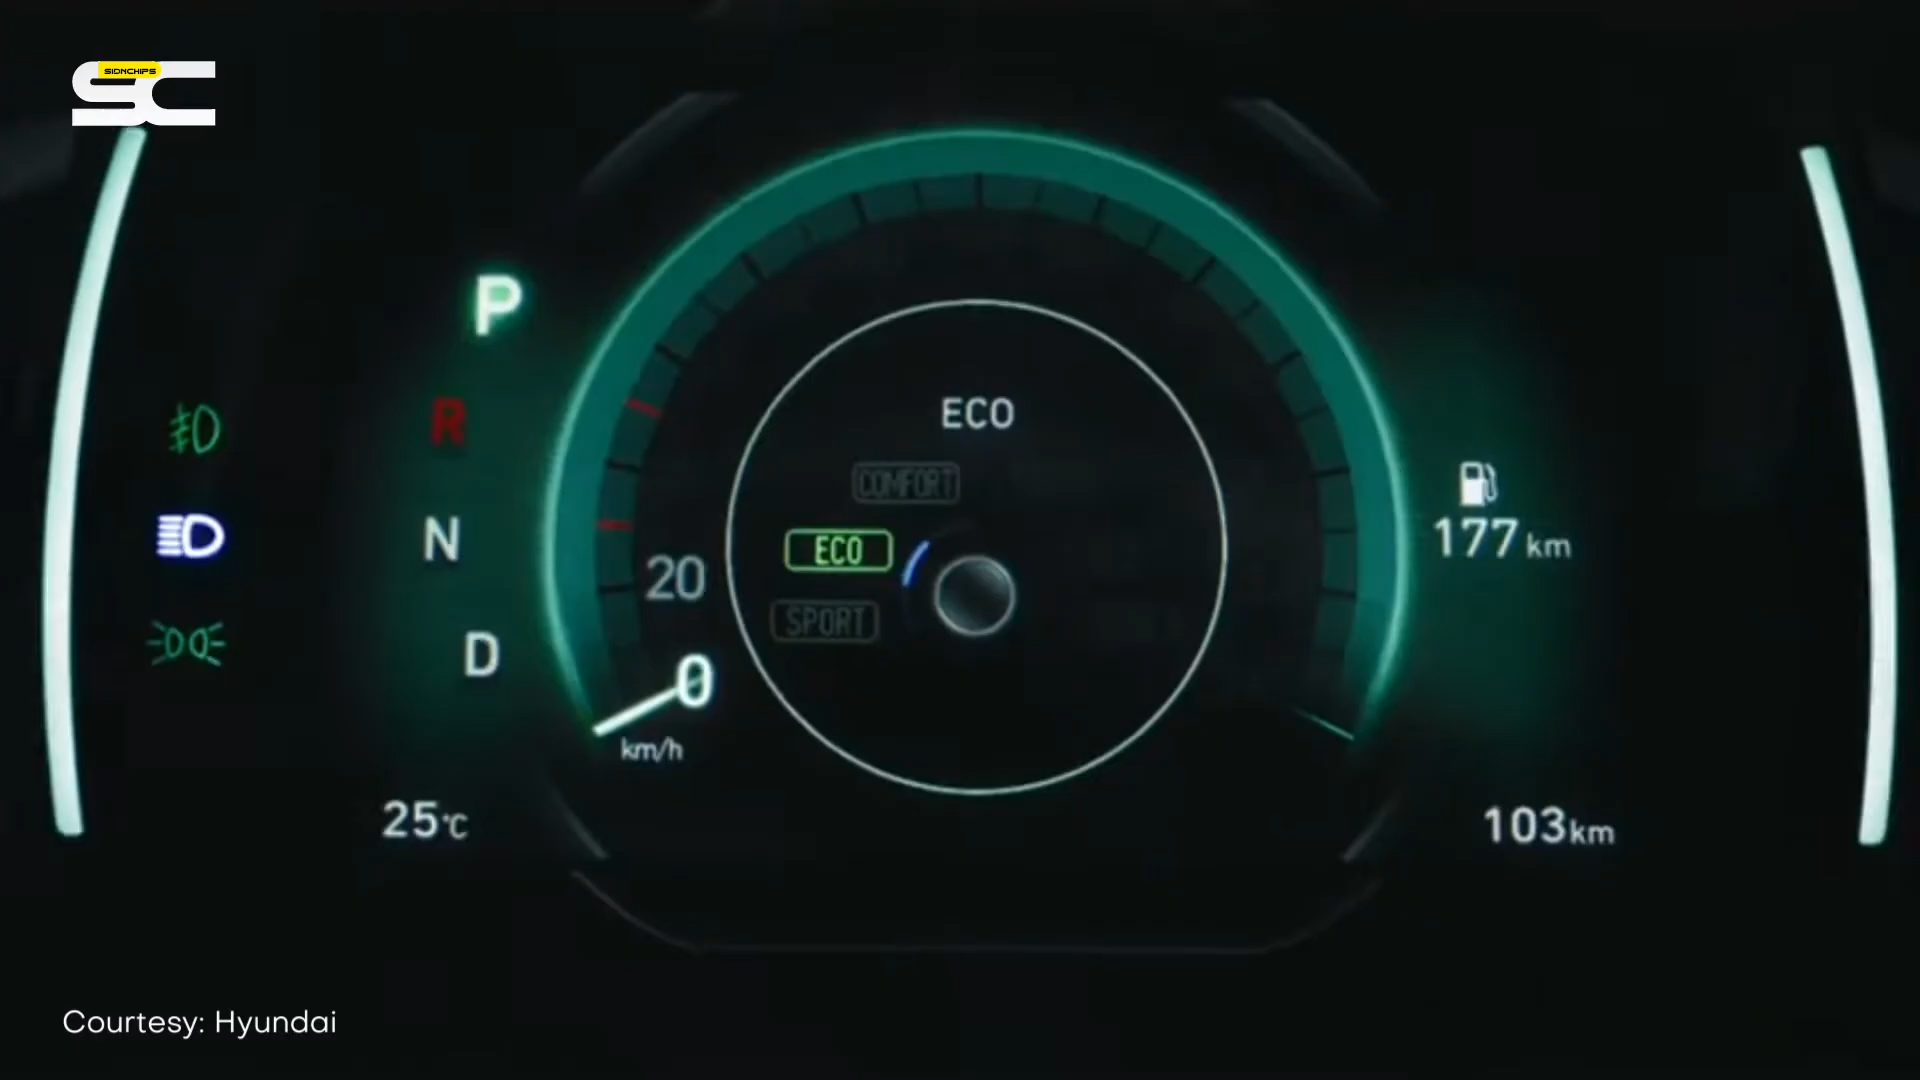 SIDNCHIPS
SC
P
R
N
D
ECO
COMFORT
ECO
SPORT
20
0
km/h
177 km
25°C
103km
Courtesy: Hyundai